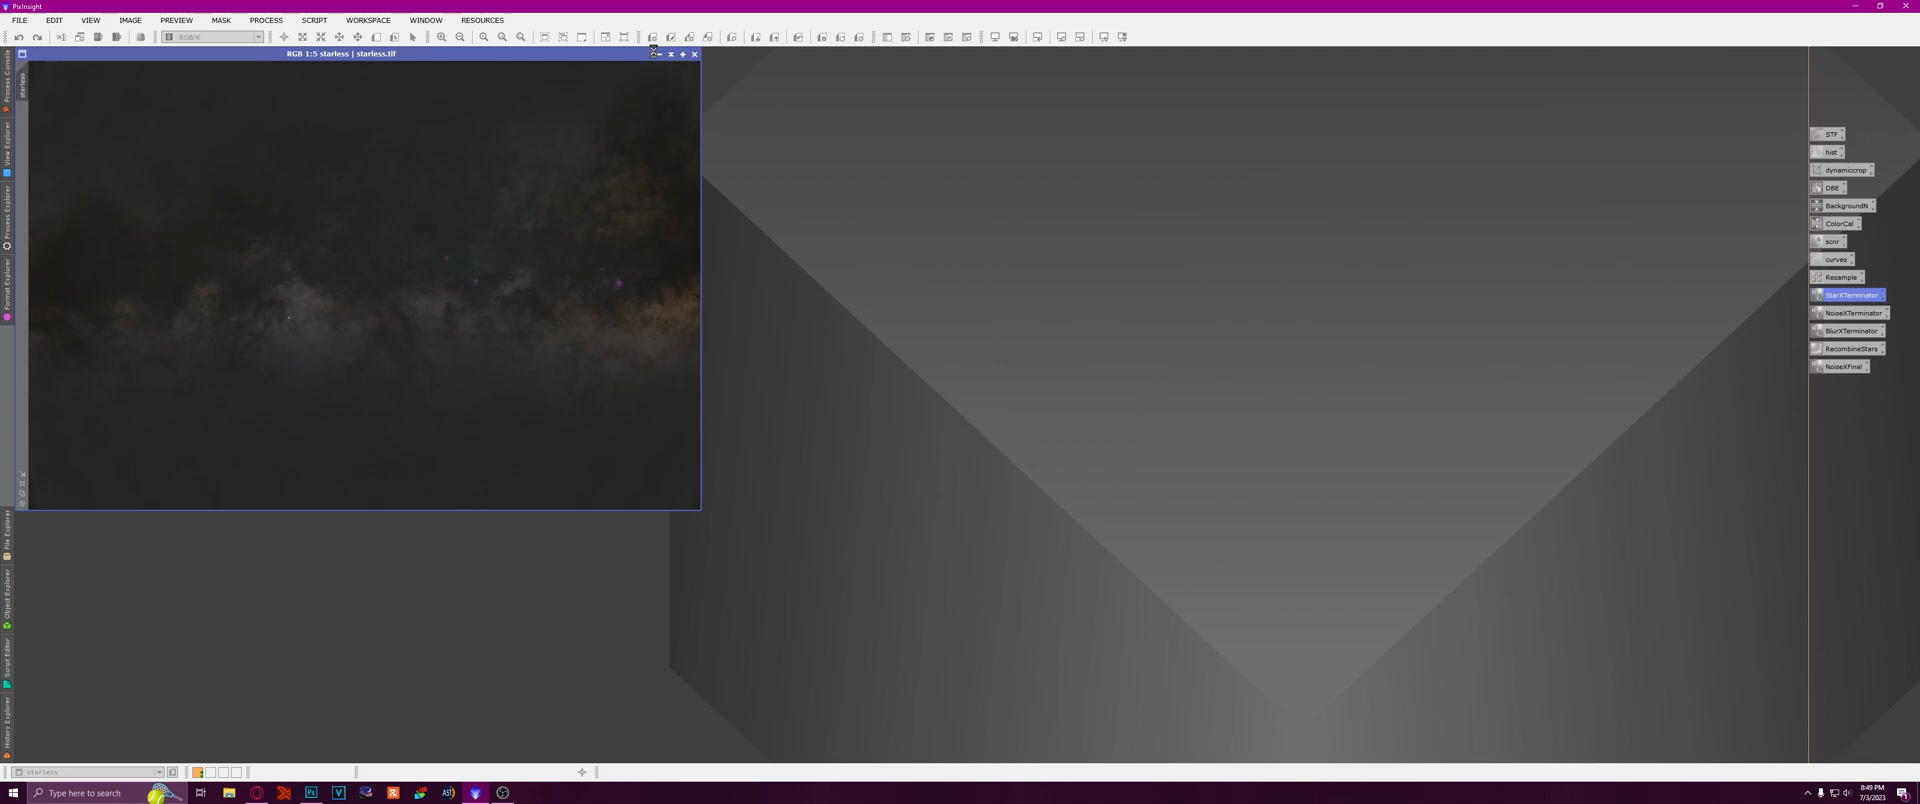 PixInsight
FILE EDIT VIEW IMAGE PREVIEW MASK PROCESS SCRIPT WORKSPACE WINDOW RESOURCES
RGB/K
RGB 1:5 starless | starless.tif
starless
Process Console
View Explorer
Process Explorer
Format Explorer
File Explorer
Object Explorer
Script Editor
History Explorer
STF
hist
dynamiccrop
DBE
BackgroundN
ColorCal
scnr
curves
Resample
StarXTerminator
NoiseXTerminator
BlurXTerminator
RecombineStars
NoiseXFinal
starless
Type here to search
Ps
V
R
8:49 PM
7/3/2023